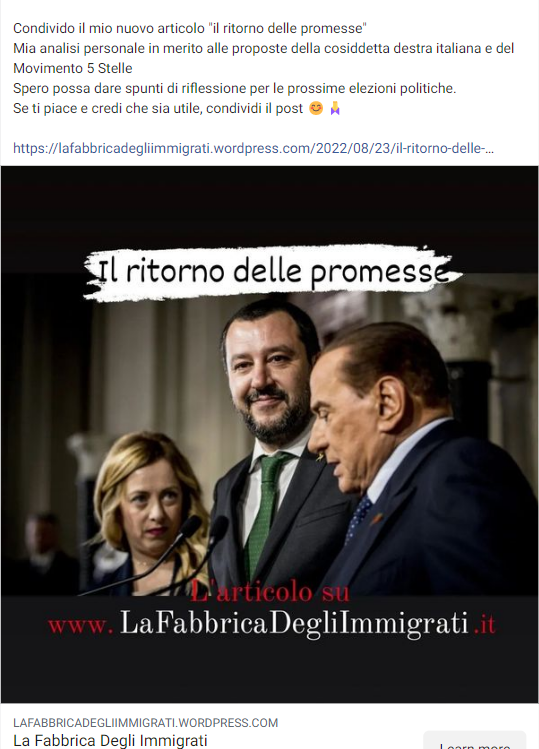 Condivido il mio nuovo articolo "il ritorno delle promesse"
Mia analisi personale in merito alle proposte della cosiddetta destra italiana e del
Movimento 5 Stelle
Spero possa dare spunti di riflessione per le prossime elezioni politiche.
Se ti piace e credi che sia utile, condividi il post 😊 🙏
https://lafabbricadegliimmigrati.wordpress.com/2022/08/23/il-ritorno-delle-...
Il ritorno delle promesse
L'articolo su
www. LaFabbricaDegliImmigrati .it
LAFABBRICADEGLIIMMIGRATI.WORDPRESS.COM
La Fabbrica Degli Immigrati
Learn more